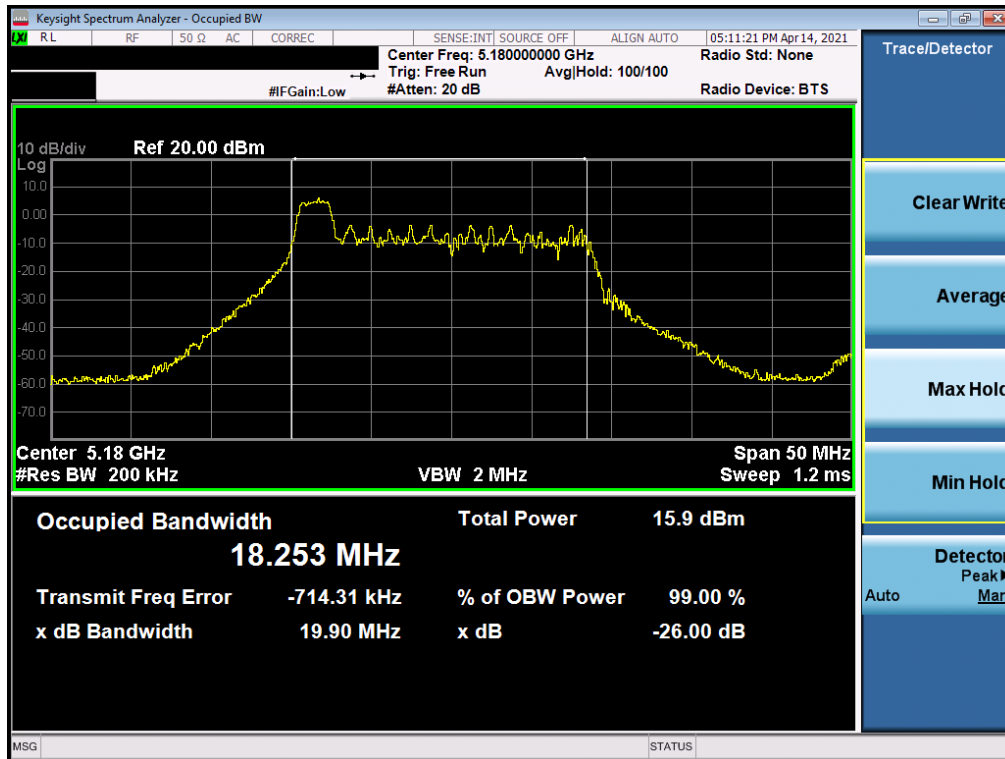 Keysight Spectrum Analyzer - Occupied BW
LXI RL RF 50 Ω AC CORREC SENSE:INT SOURCE OFF ALIGN AUTO 05:11:21 PM Apr 14, 2021
Center Freq: 5.180000000 GHz Radio Std: None
Trig: Free Run Avg|Hold: 100/100
#IFGain:Low #Atten: 20 dB Radio Device: BTS
10 dB/div Ref 20.00 dBm
Log
10.0
0.00
-10.0
-20.0
-30.0
-40.0
-50.0
-60.0
-70.0
Center 5.18 GHz Span 50 MHz
#Res BW 200 kHz VBW 2 MHz Sweep 1.2 ms
Occupied Bandwidth Total Power 15.9 dBm
18.253 MHz
Transmit Freq Error -714.31 kHz % of OBW Power 99.00 %
x dB Bandwidth 19.90 MHz x dB -26.00 dB
MSG STATUS
Trace/Detector
Clear Write
Average
Max Hold
Min Hold
Detector
Peak
Auto Man